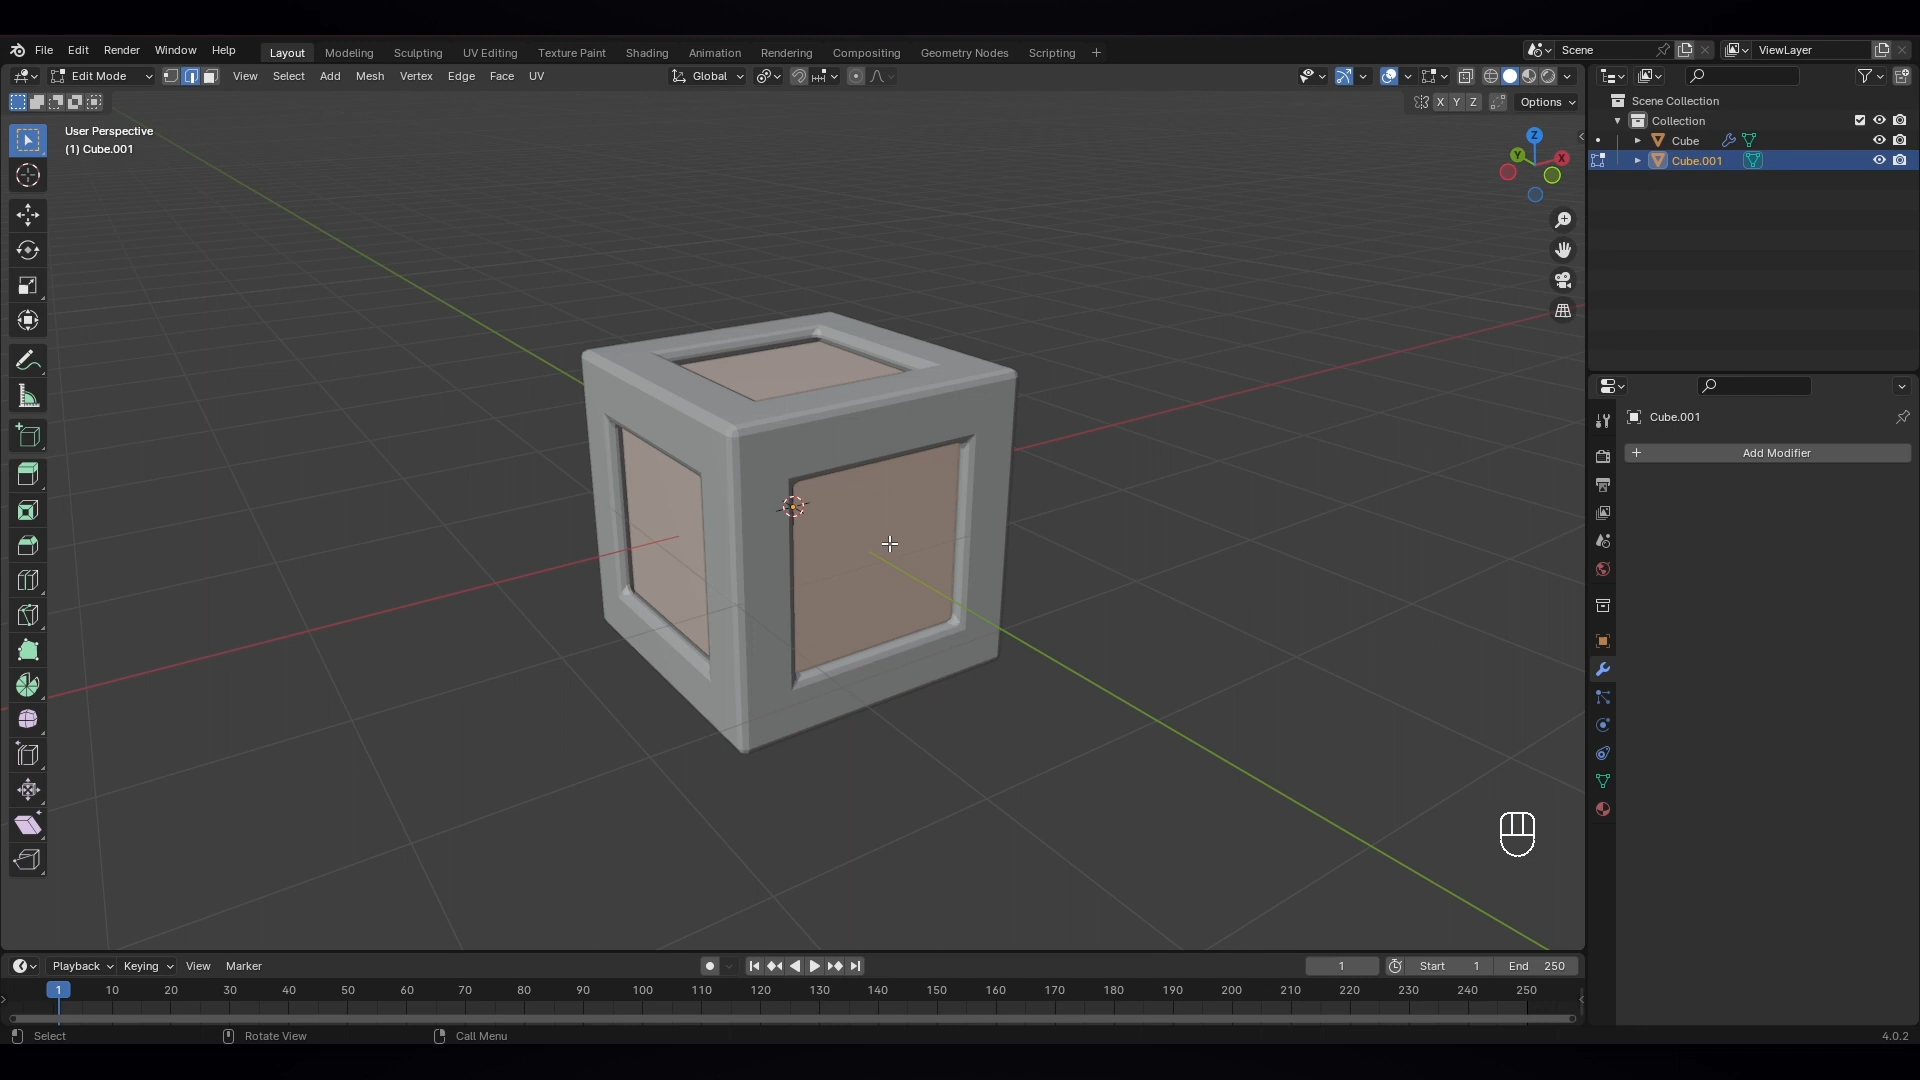 File Edit Render Window Help Layout Modeling Sculpting UV Editing Texture Paint Shading Animation Rendering Compositing Geometry Nodes Scripting + Scene ViewLayer
Edit Mode View Select Add Mesh Vertex Edge Face UV Global
X Y Z Options
User Perspective
(1) Cube.001
Z
Y X
Scene Collection
Collection
Cube
Cube.001
Cube.001
+ Add Modifier
Playback Keying View Marker 1 Start 1 End 250
1 10 20 30 40 50 60 70 80 90 100 110 120 130 140 150 160 170 180 190 200 210 220 230 240 250
Select Rotate View Call Menu 4.0.2